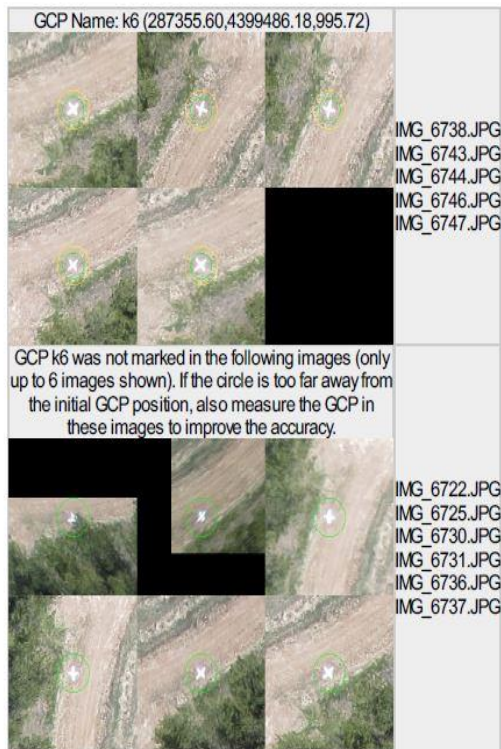 GCP Name: k6 (287355.60,4399486.18,995.72)
IMG_6738.JPG
IMG_6743.JPG
IMG_6744.JPG
IMG_6746.JPG
IMG_6747.JPG
GCP k6 was not marked in the following images (only
up to 6 images shown). If the circle is too far away from
the initial GCP position, also measure the GCP in
these images to improve the accuracy.
IMG_6722.JPG
IMG_6725.JPG
IMG_6730.JPG
IMG_6731.JPG
IMG_6736.JPG
IMG_6737.JPG